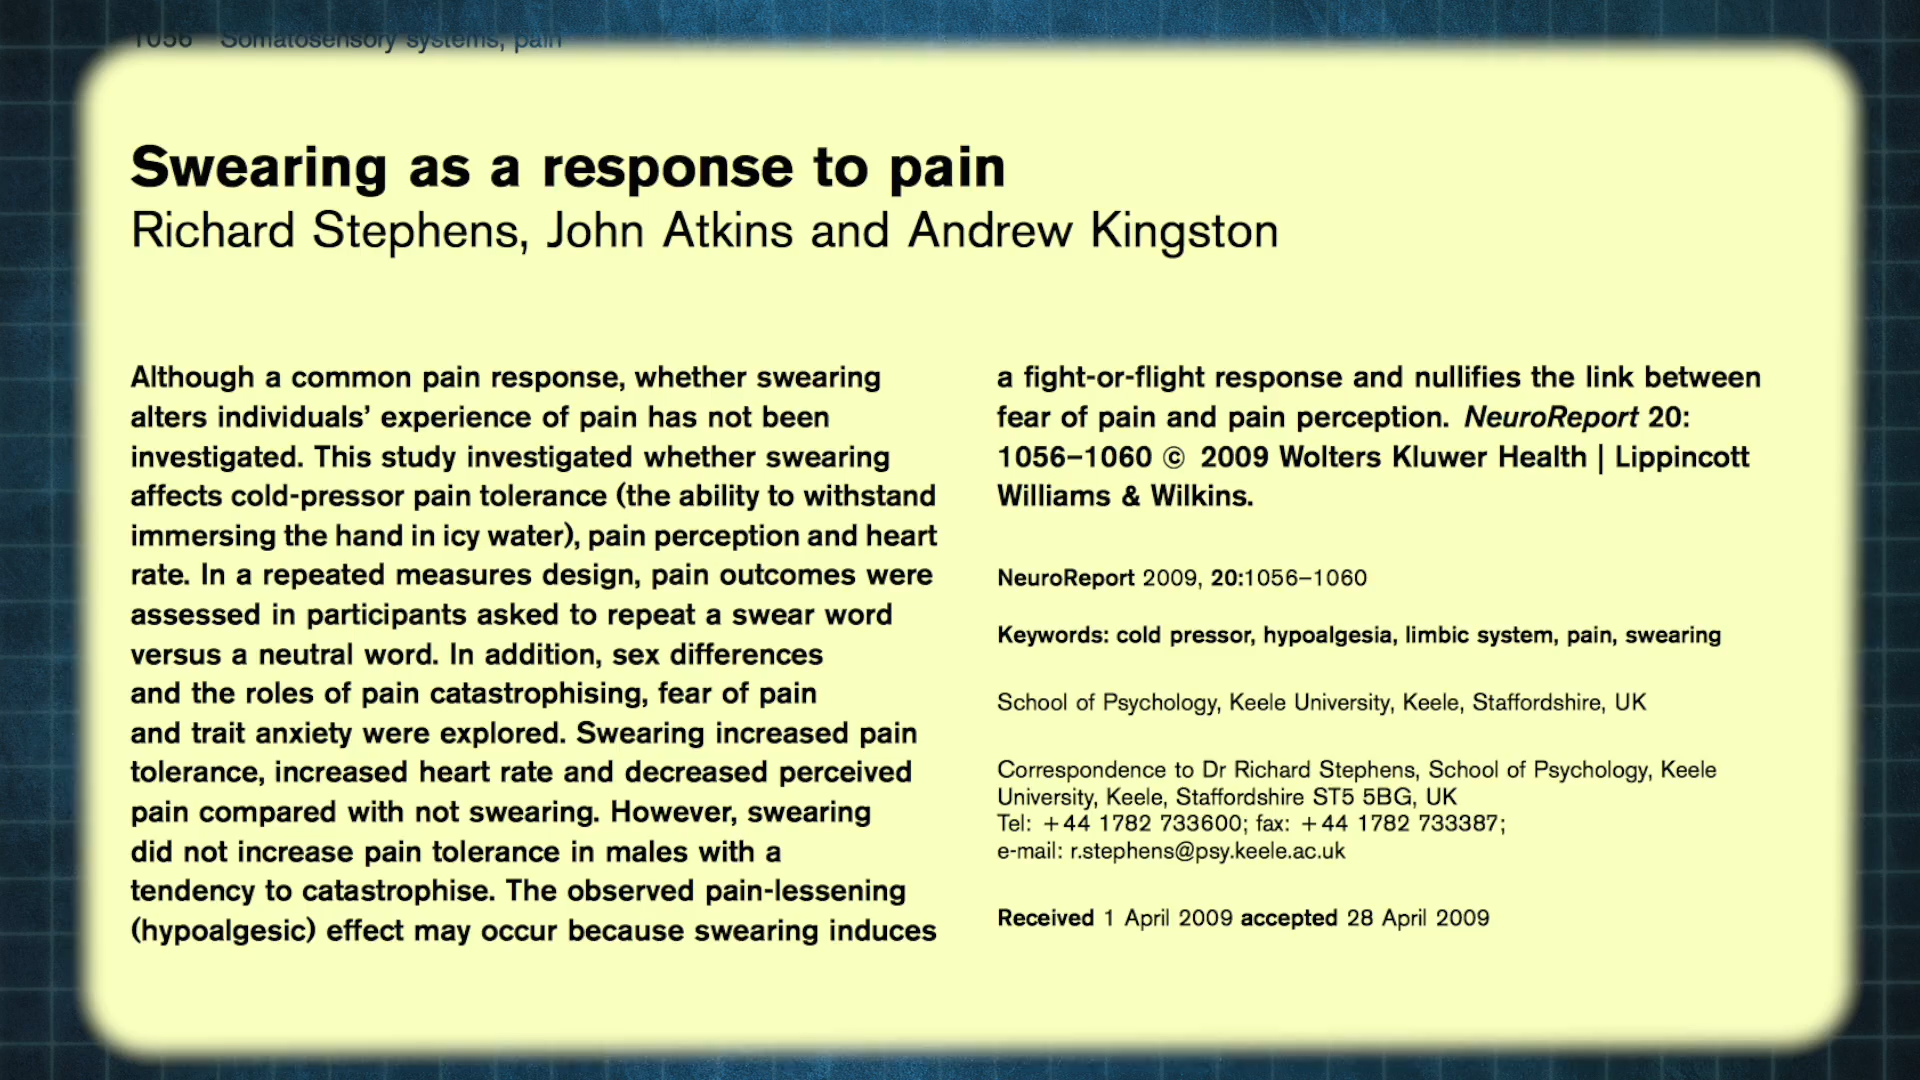 1056 Somatosensory systems, pain
Swearing as a response to pain
Richard Stephens, John Atkins and Andrew Kingston
Although a common pain response, whether swearing
alters individuals’ experience of pain has not been
investigated. This study investigated whether swearing
affects cold-pressor pain tolerance (the ability to withstand
immersing the hand in icy water), pain perception and heart
rate. In a repeated measures design, pain outcomes were
assessed in participants asked to repeat a swear word
versus a neutral word. In addition, sex differences
and the roles of pain catastrophising, fear of pain
and trait anxiety were explored. Swearing increased pain
tolerance, increased heart rate and decreased perceived
pain compared with not swearing. However, swearing
did not increase pain tolerance in males with a
tendency to catastrophise. The observed pain-lessening
(hypoalgesic) effect may occur because swearing induces
a fight-or-flight response and nullifies the link between
fear of pain and pain perception. NeuroReport 20:
1056–1060 © 2009 Wolters Kluwer Health | Lippincott
Williams & Wilkins.
NeuroReport 2009, 20:1056–1060
Keywords: cold pressor, hypoalgesia, limbic system, pain, swearing
School of Psychology, Keele University, Keele, Staffordshire, UK
Correspondence to Dr Richard Stephens, School of Psychology, Keele
University, Keele, Staffordshire ST5 5BG, UK
Tel: +44 1782 733600; fax: +44 1782 733387;
e-mail: r.stephens@psy.keele.ac.uk
Received 1 April 2009 accepted 28 April 2009